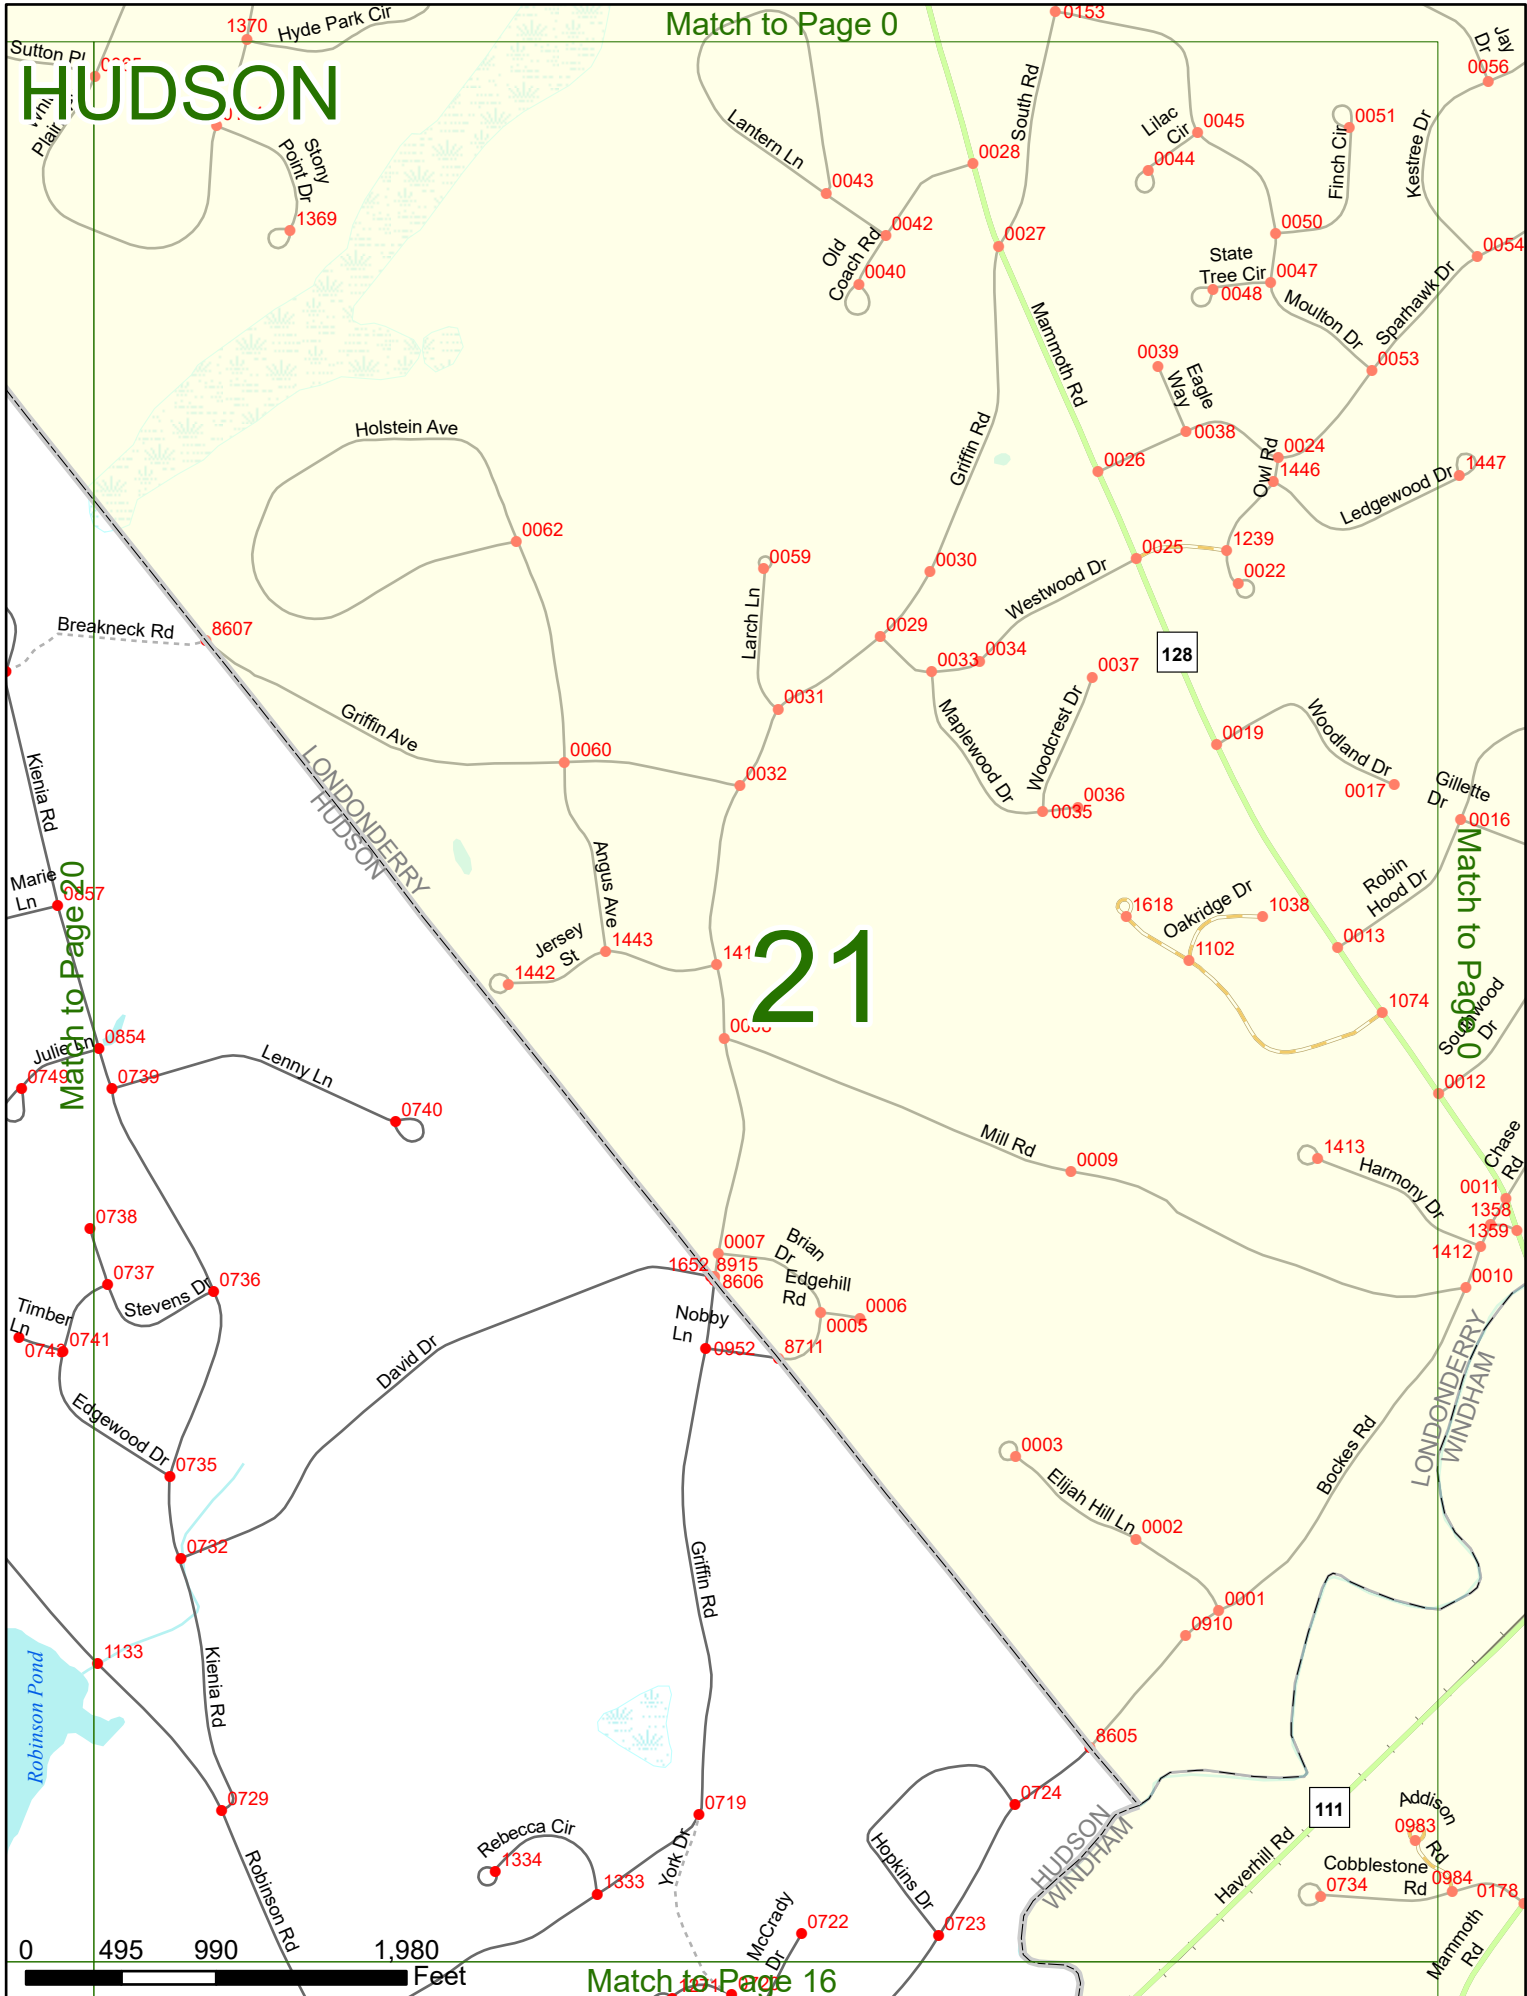 Match to Page 0
HUDSON
Sutton Pl
1370
Hyde Park Cir
Stony
Point Dr
1369
Lantern Ln
0043
0042
Old
Coach Rd
0040
0028
South Rd
0153
0027
Lilac
Cir
0045
0044
Finch Cir
0051
0050
State
Tree Cir
0047
0048
Moulton Dr
Jay
Dr
0056
Kestree Dr
0054
Sparhawk Dr
0053
Mammoth Rd
0039
Eagle
Way
0038
0026
Owl Rd
0024
1446
1447
Ledgewood Dr
Griffin Rd
Holstein Ave
0062
0059
Larch Ln
0030
0029
0025
1239
0022
Westwood Dr
0033
0034
0037
128
Breakneck Rd
8607
Griffin Ave
0031
0060
0032
Maplewood Dr
Woodcrest Dr
0036
0035
0019
Woodland Dr
0017
Gillette
Dr
0016
LONDONDERRY
HUDSON
Kienia Rd
Marie
Ln
0857
Match to Page 20
Angus Ave
Jersey
St
1443
1442
141
21
1618
Oakridge Dr
1038
1102
Robin
Hood Dr
0013
1074
Match to Page 0
Southwood
Dr
0012
0854
Julie Ln
0749
0739
Lenny Ln
0740
Mill Rd
0009
1413
Harmony Dr
Chase
Rd
0011
1358
1359
1412
0010
0738
0737
Stevens Dr
0736
Timber
Ln
0741
0007
Brian
Dr
1652
8915
8606
Edgehill
Rd
0006
0005
Nobby
Ln
0952
8711
David Dr
Edgewood Dr
0735
0732
LONDONDERRY
WINDHAM
Bockes Rd
0003
Elijah Hill Ln
0002
0001
0910
Griffin Rd
1133
Robinson Pond
Kienia Rd
0729
8605
0724
0719
Rebecca Cir
1334
1333
York Dr
Hopkins Dr
HUDSON
WINDHAM
111
Haverhill Rd
Addison
Rd
0983
Cobblestone
Rd
0734
0984
0178
Mammoth
Rd
Robinson Rd
McCrady
Dr
0722
0723
0 495 990 1,980
Feet
Match to Page 16